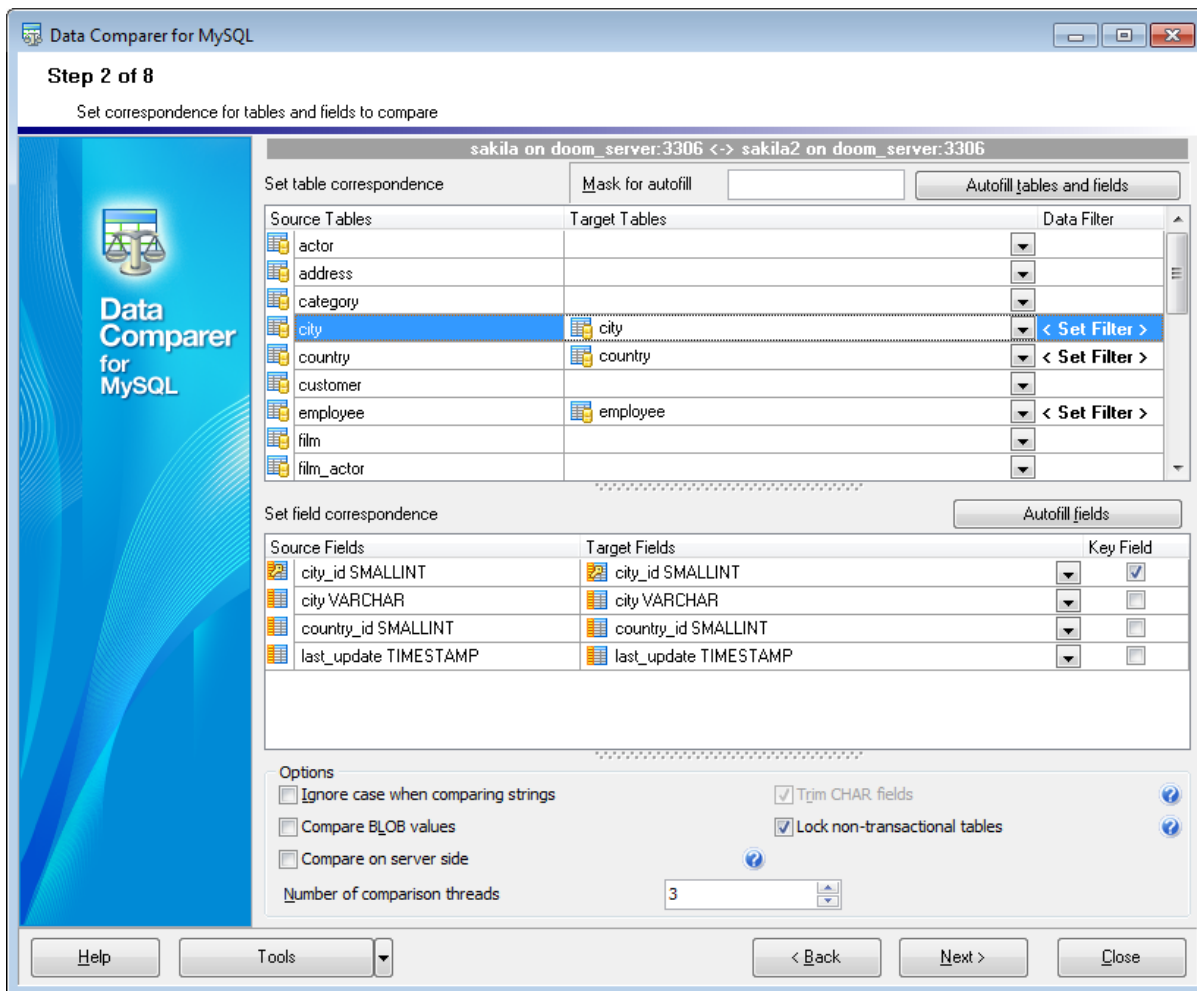 Data Comparer for MySQL
Step 2 of 8
Set correspondence for tables and fields to compare
sakila on doom_server:3306 <-> sakila2 on doom_server:3306
Set table correspondence Mask for autofill Autofill tables and fields
Source Tables Target Tables Data Filter
actor
address
category
city city < Set Filter >
country country < Set Filter >
customer
employee employee < Set Filter >
film
film_actor
Data
Comparer
for
MySQL
Set field correspondence Autofill fields
Source Fields Target Fields Key Field
city_id SMALLINT city_id SMALLINT
city VARCHAR city VARCHAR
country_id SMALLINT country_id SMALLINT
last_update TIMESTAMP last_update TIMESTAMP
Options
Ignore case when comparing strings Trim CHAR fields ?
Compare BLOB values Lock non-transactional tables ?
Compare on server side ?
Number of comparison threads 3
Help Tools < Back Next > Close